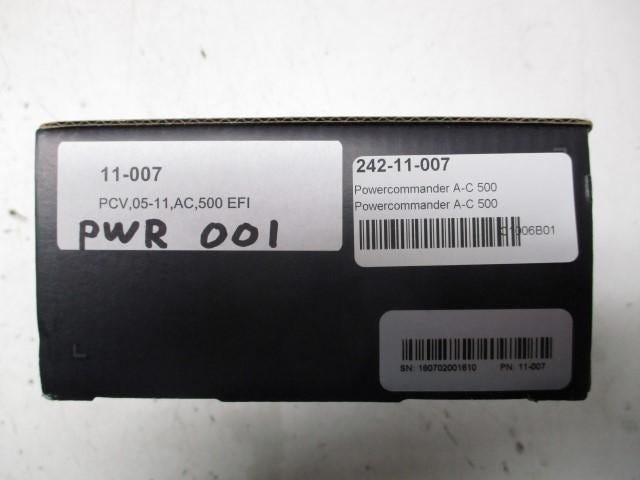 11-007
PCV,05-11,AC,500 EFI
PWR 001
242-11-007
Powercommander A-C 500
Powercommander A-C 500
C1006B01
SN: 160702001610 PN: 11-007